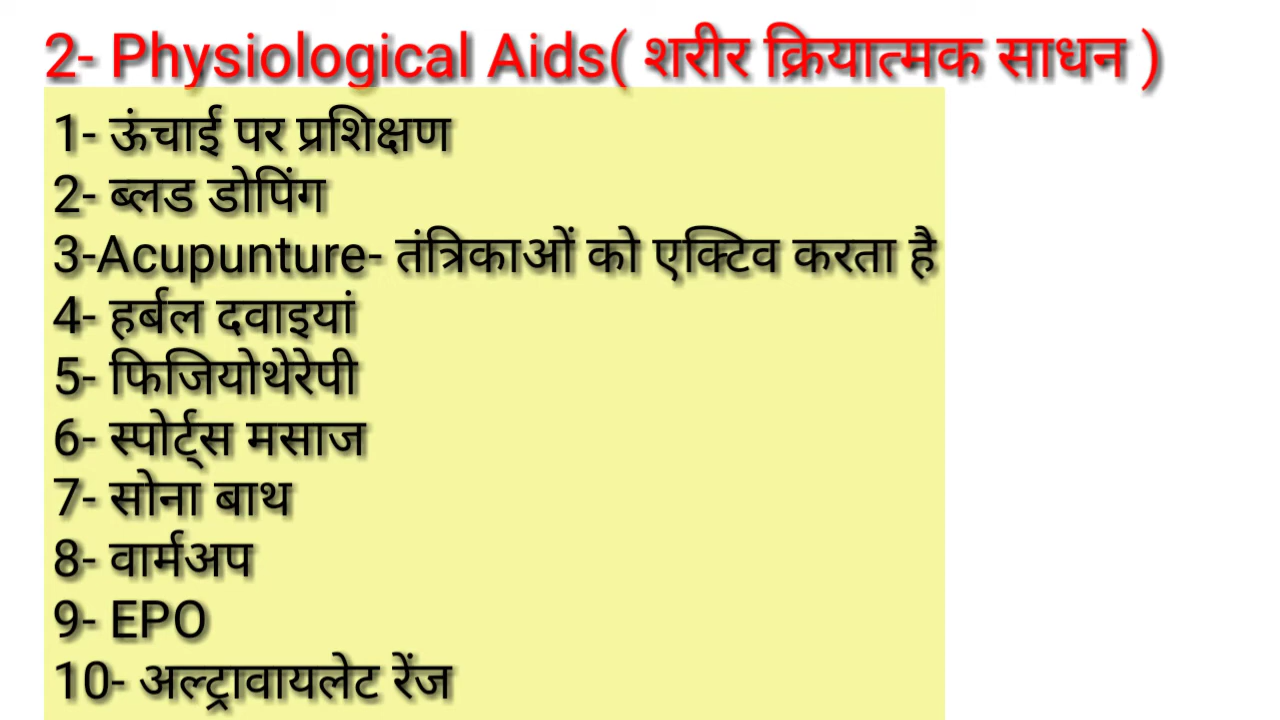 2- Physiological Aids( शरीर क्रियात्मक साधन )
1- ऊंचाई पर प्रशिक्षण
2- ब्लड डोपिंग
3-Acupunture- तंत्रिकाओं को एक्टिव करता है
4- हर्बल दवाइयां
5- फिजियोथेरेपी
6- स्पोर्ट्स मसाज
7- सोना बाथ
8- वार्मअप
9- EPO
10- अल्ट्रावायलेट रेंज